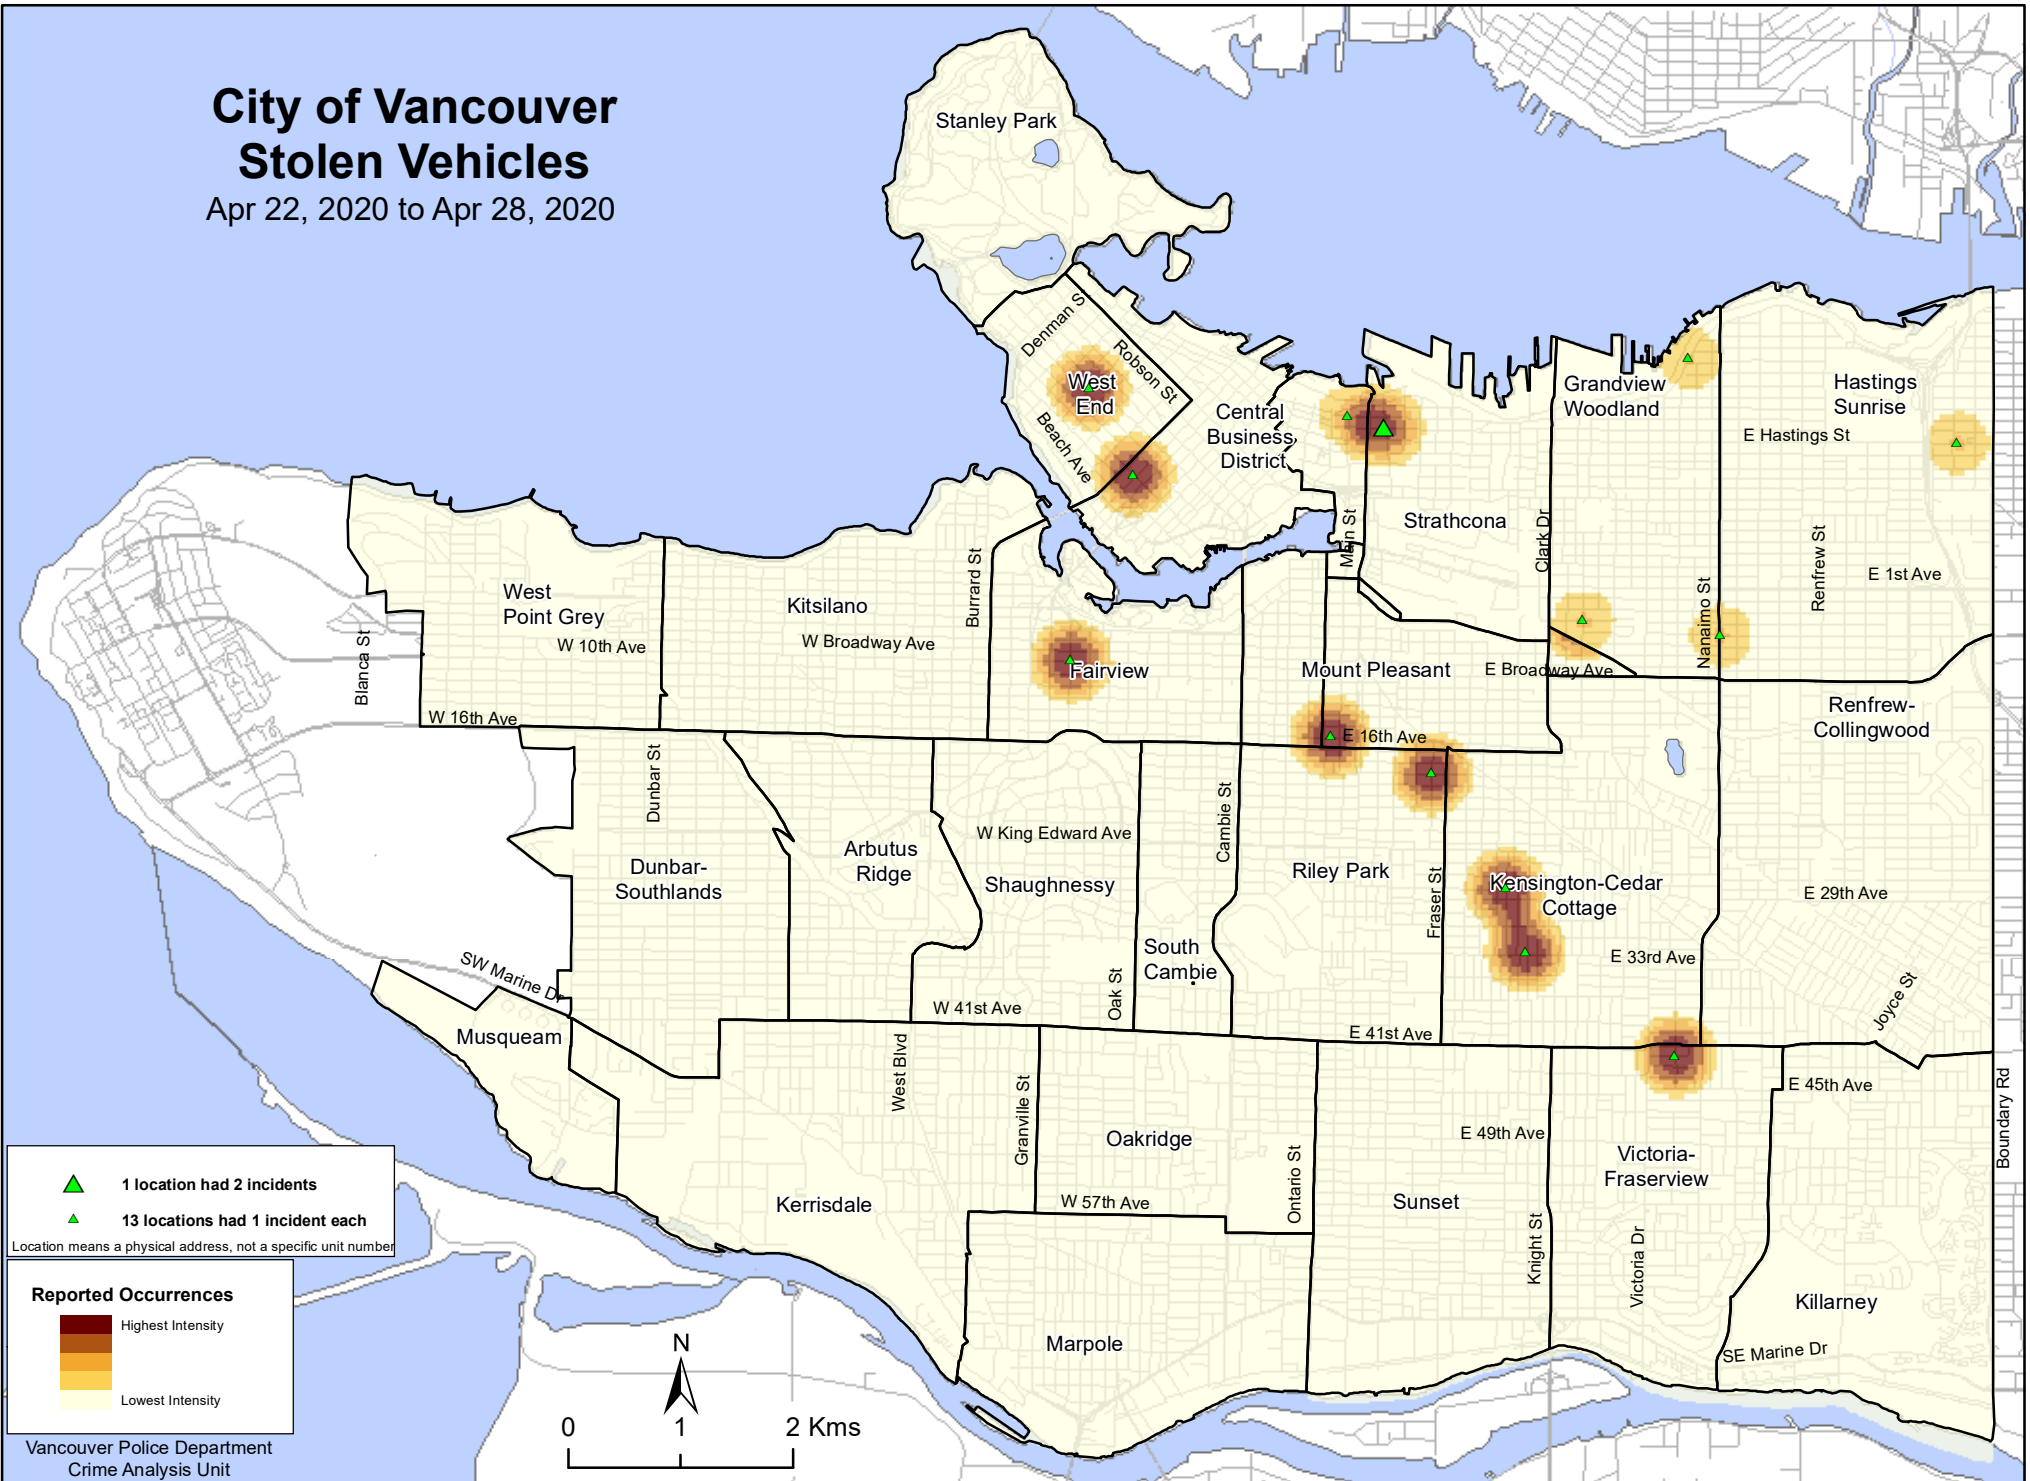 City of Vancouver
Stolen Vehicles
Apr 22, 2020 to Apr 28, 2020
Stanley Park
Denman S
Robson St
West
End
Beach Ave
Central
Business
District
Grandview
Woodland
Hastings
Sunrise
E Hastings St
Strathcona
Main St
Clark Dr
Nanaimo St
Renfrew St
E 1st Ave
West
Point Grey
W 10th Ave
Blanca St
Kitsilano
W Broadway Ave
Burrard St
Fairview
Mount Pleasant
E Broadway Ave
W 16th Ave
E 16th Ave
Renfrew-
Collingwood
Dunbar St
Dunbar-
Southlands
Arbutus
Ridge
W King Edward Ave
Shaughnessy
Cambie St
Riley Park
Fraser St
Kensington-Cedar
Cottage
E 29th Ave
South
Cambie
E 33rd Ave
SW Marine Dr
Oak St
W 41st Ave
E 41st Ave
Joyce St
Musqueam
West Blvd
Granville St
E 45th Ave
Boundary Rd
Oakridge
E 49th Ave
Victoria-
Fraserview
Ontario St
Kerrisdale
W 57th Ave
Sunset
Knight St
Victoria Dr
Killarney
Marpole
SE Marine Dr
1 location had 2 incidents
13 locations had 1 incident each
Location means a physical address, not a specific unit number
Reported Occurrences
Highest Intensity
Lowest Intensity
N
0 1 2 Kms
Vancouver Police Department
Crime Analysis Unit